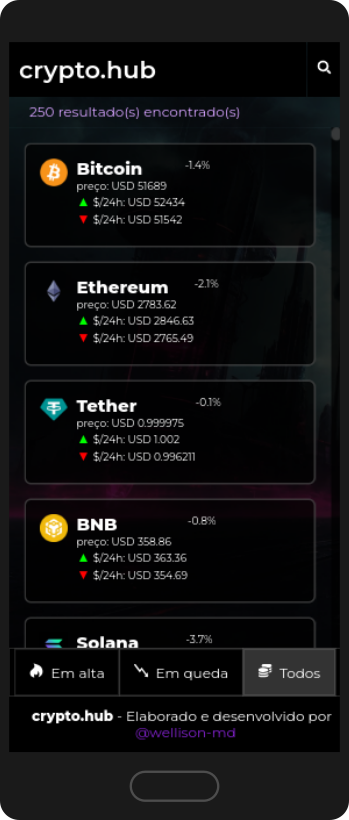 crypto.hub
250 resultado(s) encontrado(s)
Bitcoin -1.4%
preço: USD 51689
▲ $/24h: USD 52434
▼ $/24h: USD 51542
Ethereum -2.1%
preço: USD 2783.62
▲ $/24h: USD 2846.63
▼ $/24h: USD 2765.49
Tether -0.1%
preço: USD 0.999975
▲ $/24h: USD 1.002
▼ $/24h: USD 0.996211
BNB -0.8%
preço: USD 358.86
▲ $/24h: USD 363.36
▼ $/24h: USD 354.69
Solana -3.7%
Em alta Em queda Todos
crypto.hub - Elaborado e desenvolvido por
@wellison-md